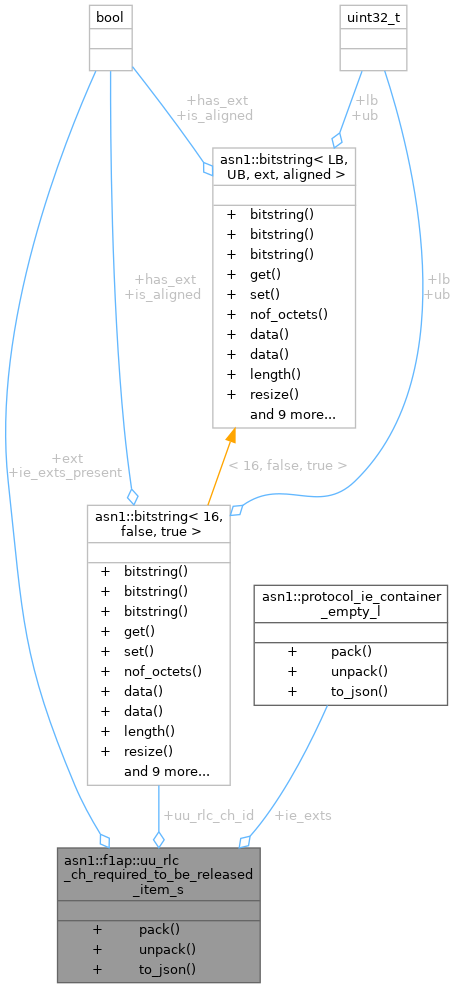 bool
uint32_t
+has_ext
+is_aligned
+lb
+ub
asn1::bitstring< LB,
UB, ext, aligned >
+ bitstring()
+ bitstring()
+ bitstring()
+ get()
+ set()
+ nof_octets()
+ data()
+ data()
+ length()
+ resize()
and 9 more...
+has_ext
+is_aligned
+lb
+ub
+ext
+ie_exts_present
< 16, false, true >
asn1::bitstring< 16,
false, true >
+ bitstring()
+ bitstring()
+ bitstring()
+ get()
+ set()
+ nof_octets()
+ data()
+ data()
+ length()
+ resize()
and 9 more...
asn1::protocol_ie_container
_empty_l
+ pack()
+ unpack()
+ to_json()
+uu_rlc_ch_id
+ie_exts
asn1::f1ap::uu_rlc
_ch_required_to_be_released
_item_s
+ pack()
+ unpack()
+ to_json()